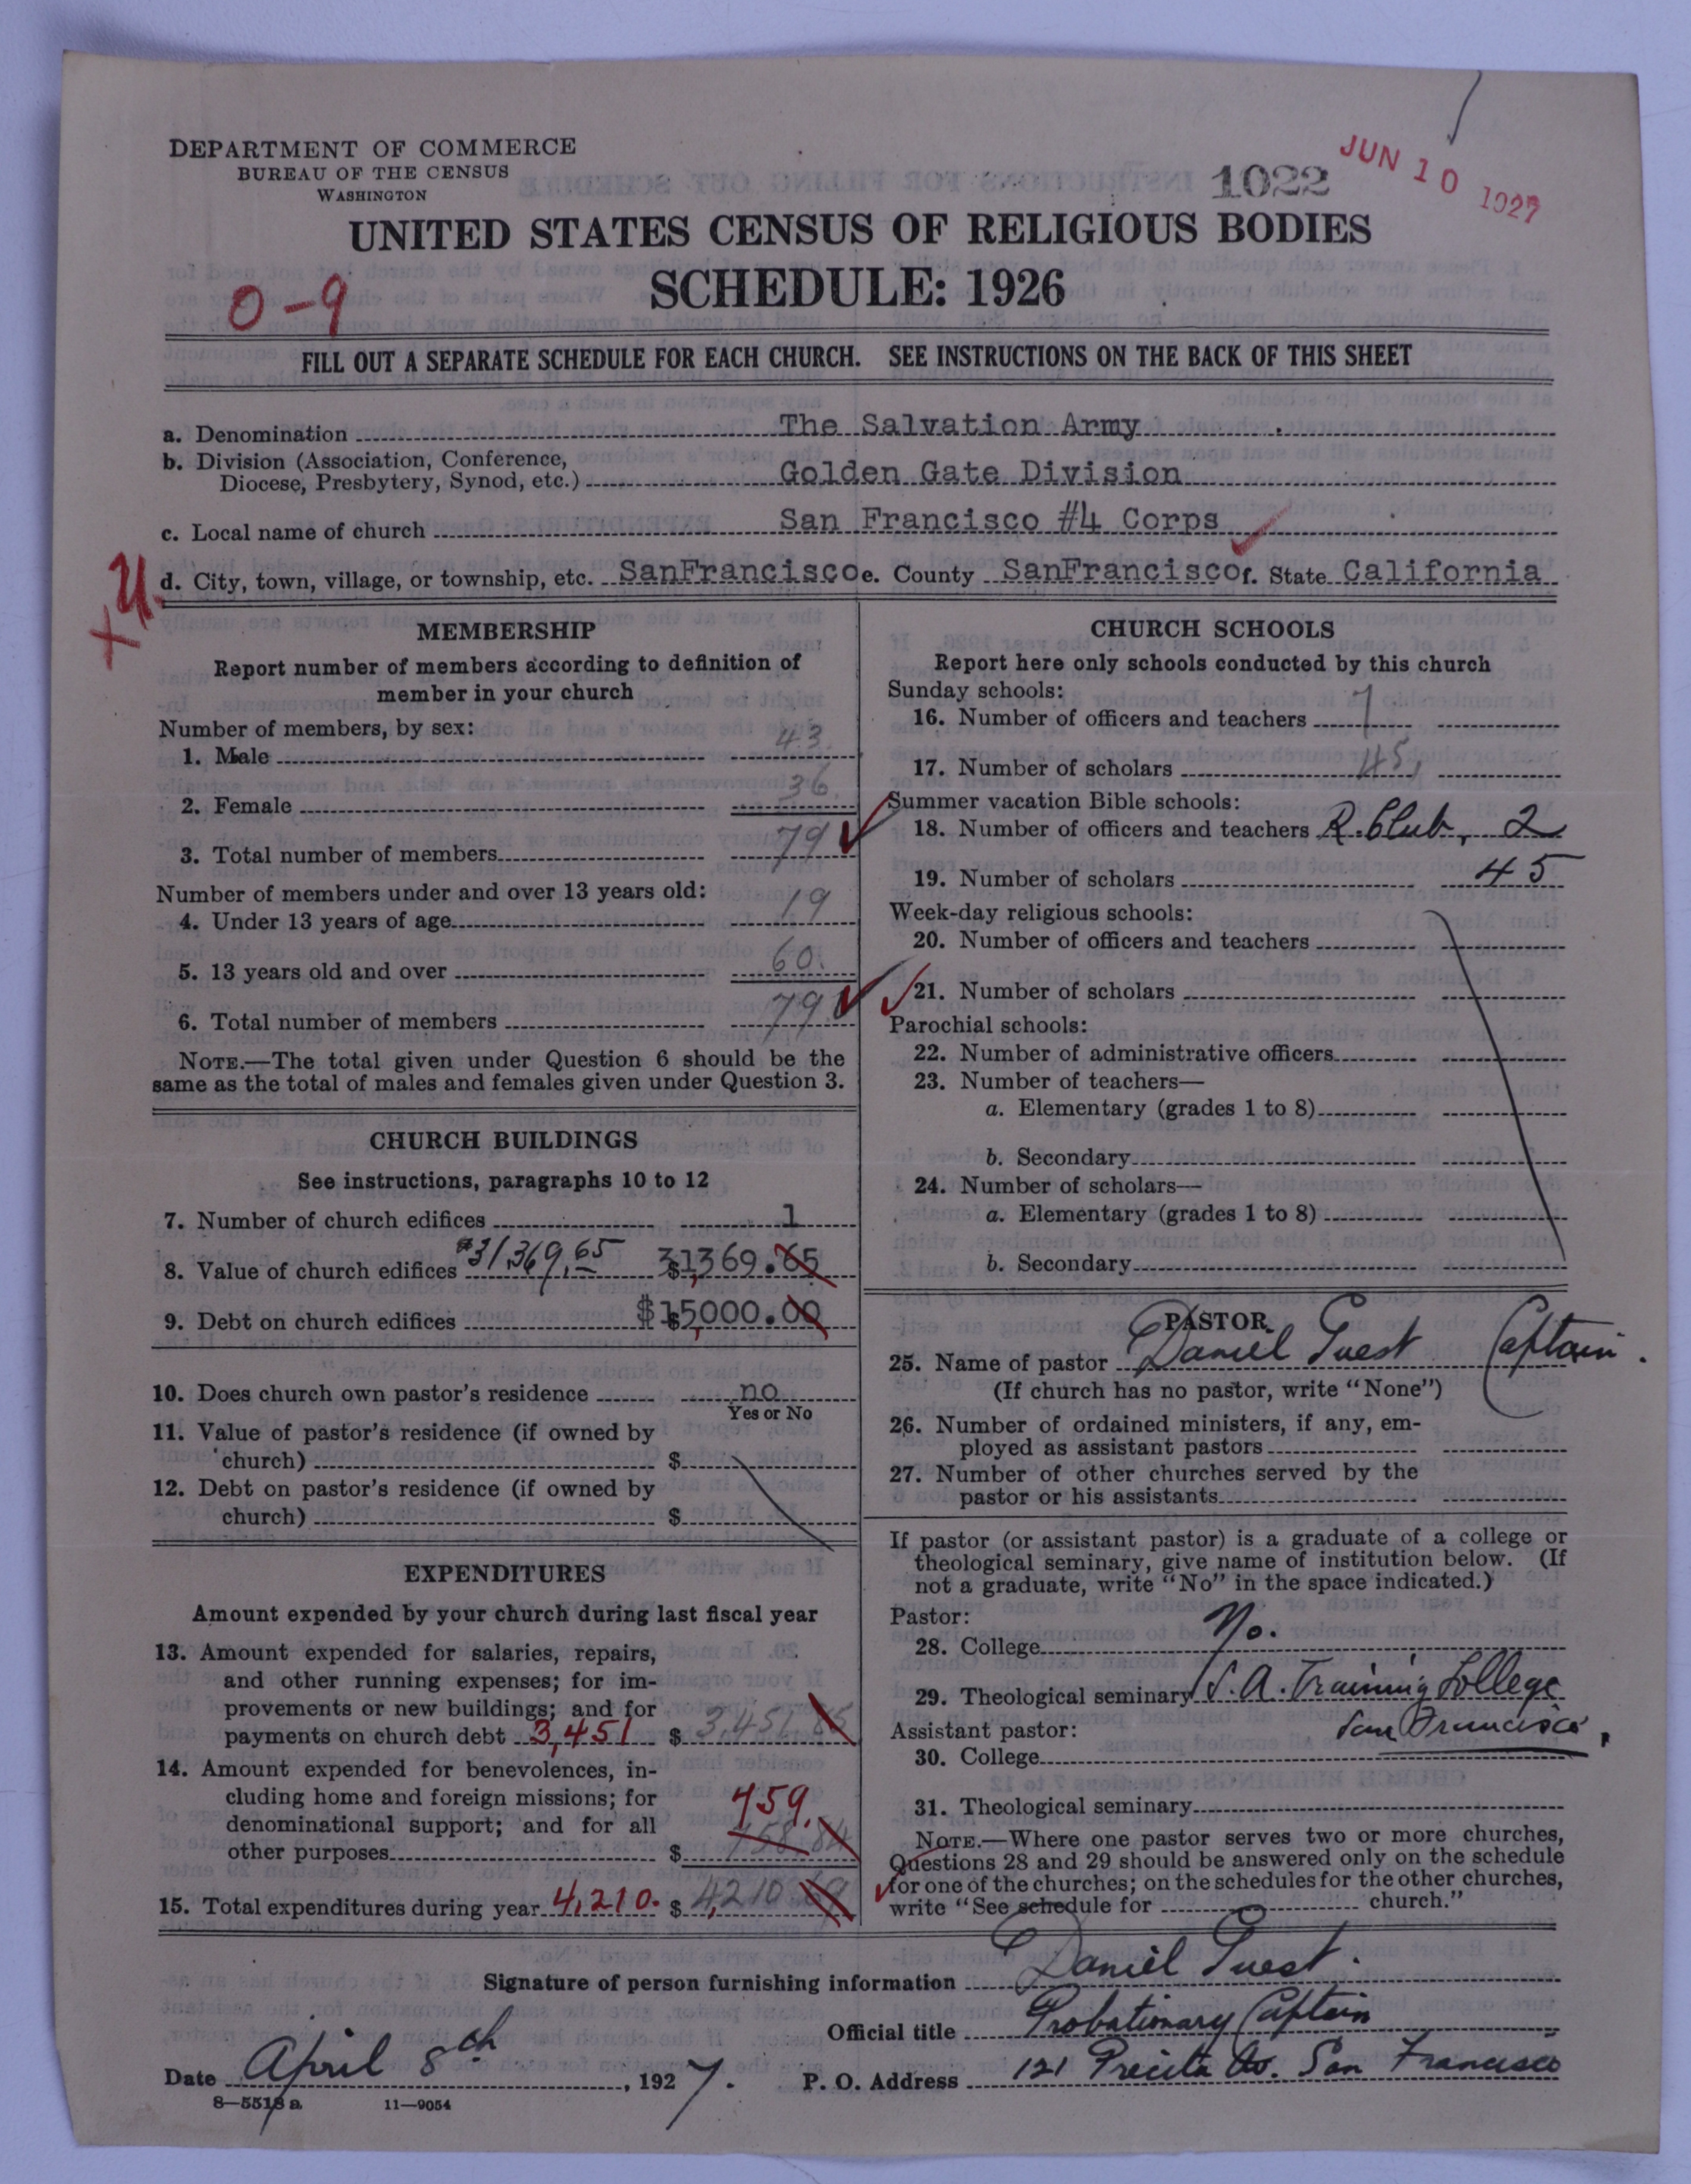 DEPARTMENT OF COMMERCE
BUREAU OF THE CENSUS
WASHINGTON
1022
JUN 10 1927
UNITED STATES CENSUS OF RELIGIOUS BODIES
SCHEDULE: 1926
0-9
FILL OUT A SEPARATE SCHEDULE FOR EACH CHURCH. SEE INSTRUCTIONS ON THE BACK OF THIS SHEET
a. Denomination The Salvation Army
b. Division (Association, Conference,
Diocese, Presbytery, Synod, etc.) Golden Gate Division
c. Local name of church San Francisco #4 Corps
d. City, town, village, or township, etc. SanFrancisco e. County SanFrancisco f. State California
MEMBERSHIP
Report number of members according to definition of
member in your church
Number of members, by sex:
1. Male 43
2. Female 36
3. Total number of members 79
Number of members under and over 13 years old:
4. Under 13 years of age 19
5. 13 years old and over 60.
6. Total number of members 79
NOTE.—The total given under Question 6 should be the
same as the total of males and females given under Question 3.
CHURCH BUILDINGS
See instructions, paragraphs 10 to 12
7. Number of church edifices 1
8. Value of church edifices $31,369.65 $31369.65
9. Debt on church edifices $15000.00
10. Does church own pastor's residence no
Yes or No
11. Value of pastor's residence (if owned by
church) $
12. Debt on pastor's residence (if owned by
church) $
EXPENDITURES
Amount expended by your church during last fiscal year
13. Amount expended for salaries, repairs,
and other running expenses; for im-
provements or new buildings; and for
payments on church debt 3,451 $ 3,451.85
14. Amount expended for benevolences, in-
cluding home and foreign missions; for
denominational support; and for all 759.
other purposes $ 758.84
15. Total expenditures during year 4,210. $ 4,210.69
CHURCH SCHOOLS
Report here only schools conducted by this church
Sunday schools:
16. Number of officers and teachers 7
17. Number of scholars 45,
Summer vacation Bible schools:
18. Number of officers and teachers R. Club, 2
19. Number of scholars 45
Week-day religious schools:
20. Number of officers and teachers
21. Number of scholars
Parochial schools:
22. Number of administrative officers
23. Number of teachers—
a. Elementary (grades 1 to 8)
b. Secondary
24. Number of scholars—
a. Elementary (grades 1 to 8)
b. Secondary
PASTOR
25. Name of pastor Daniel Guest Captain.
(If church has no pastor, write "None")
26. Number of ordained ministers, if any, em-
ployed as assistant pastors
27. Number of other churches served by the
pastor or his assistants
If pastor (or assistant pastor) is a graduate of a college or
theological seminary, give name of institution below. (If
not a graduate, write "No" in the space indicated.)
Pastor:
28. College No.
29. Theological seminary S. A. Training College
Assistant pastor: San Francisco,
30. College
31. Theological seminary
NOTE.—Where one pastor serves two or more churches,
Questions 28 and 29 should be answered only on the schedule
for one of the churches; on the schedules for the other churches,
write "See schedule for church."
Signature of person furnishing information Daniel Guest.
Official title Probationary Captain
Date April 8th, 1927. P. O. Address 121 Precita Av. San Francisco
8—5518a 11—9054